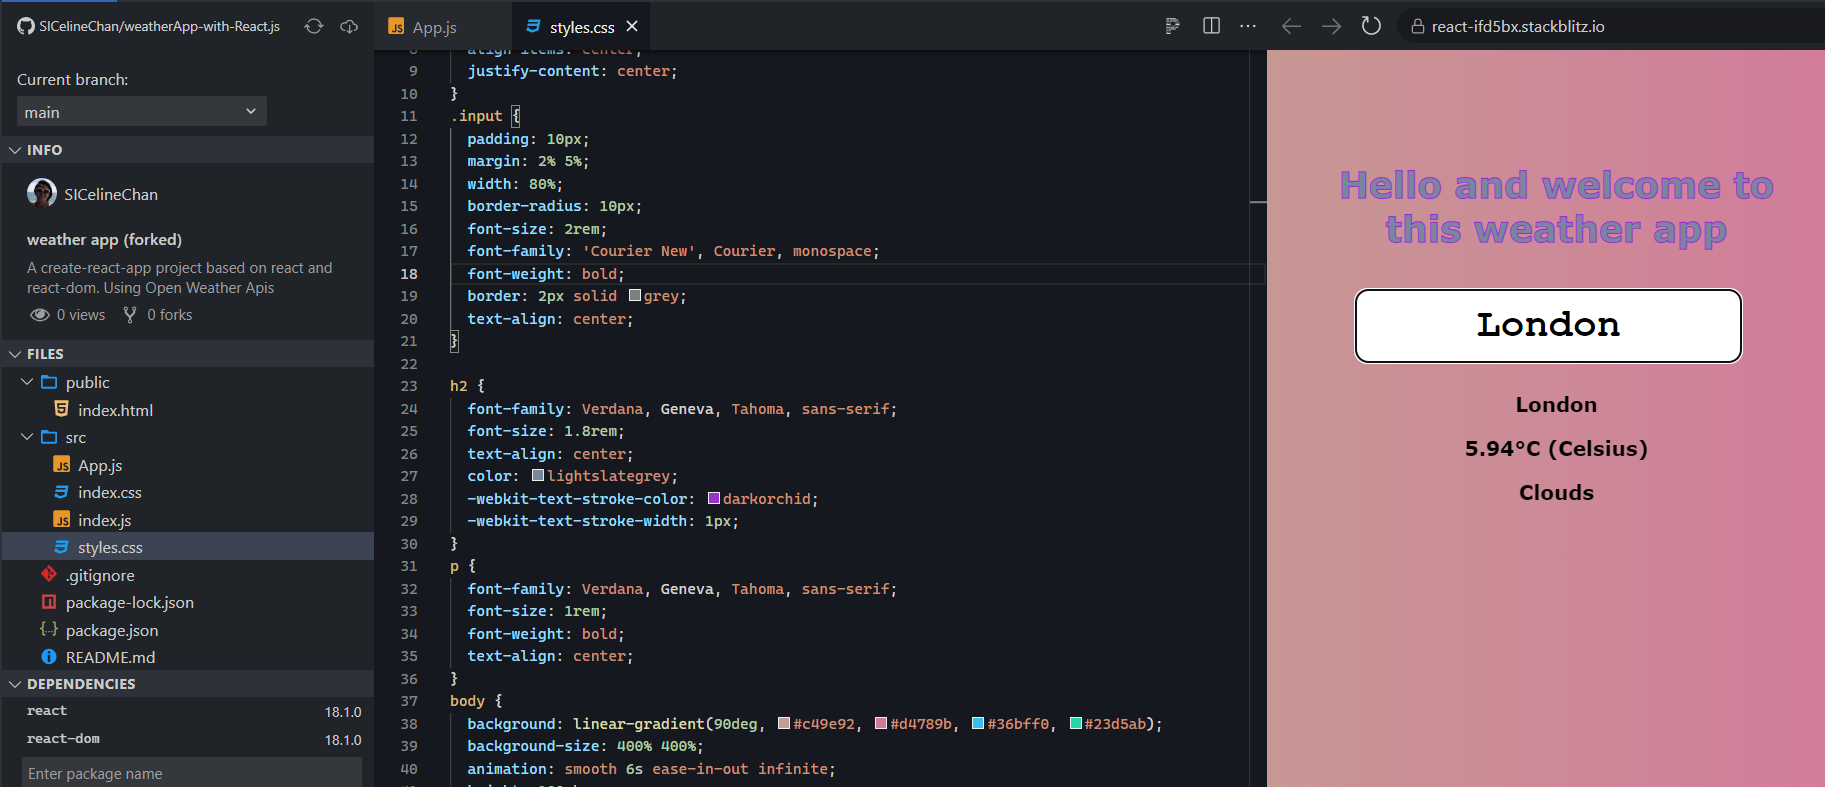 SICelineChan/weatherApp-with-React.js
Current branch:
main
INFO
SICelineChan
weather app (forked)
A create-react-app project based on react and
react-dom. Using Open Weather Apis
0 views 0 forks
FILES
public
index.html
src
App.js
index.css
index.js
styles.css
.gitignore
package-lock.json
package.json
README.md
DEPENDENCIES
react 18.1.0
react-dom 18.1.0
Enter package name
App.js styles.css
8 align-items: center;
9 justify-content: center;
10 }
11 .input {
12 padding: 10px;
13 margin: 2% 5%;
14 width: 80%;
15 border-radius: 10px;
16 font-size: 2rem;
17 font-family: 'Courier New', Courier, monospace;
18 font-weight: bold;
19 border: 2px solid grey;
20 text-align: center;
21 }
22
23 h2 {
24 font-family: Verdana, Geneva, Tahoma, sans-serif;
25 font-size: 1.8rem;
26 text-align: center;
27 color: lightslategrey;
28 -webkit-text-stroke-color: darkorchid;
29 -webkit-text-stroke-width: 1px;
30 }
31 p {
32 font-family: Verdana, Geneva, Tahoma, sans-serif;
33 font-size: 1rem;
34 font-weight: bold;
35 text-align: center;
36 }
37 body {
38 background: linear-gradient(90deg, #c49e92, #d4789b, #36bff0, #23d5ab);
39 background-size: 400% 400%;
40 animation: smooth 6s ease-in-out infinite;
react-ifd5bx.stackblitz.io
Hello and welcome to
this weather app
London
London
5.94°C (Celsius)
Clouds